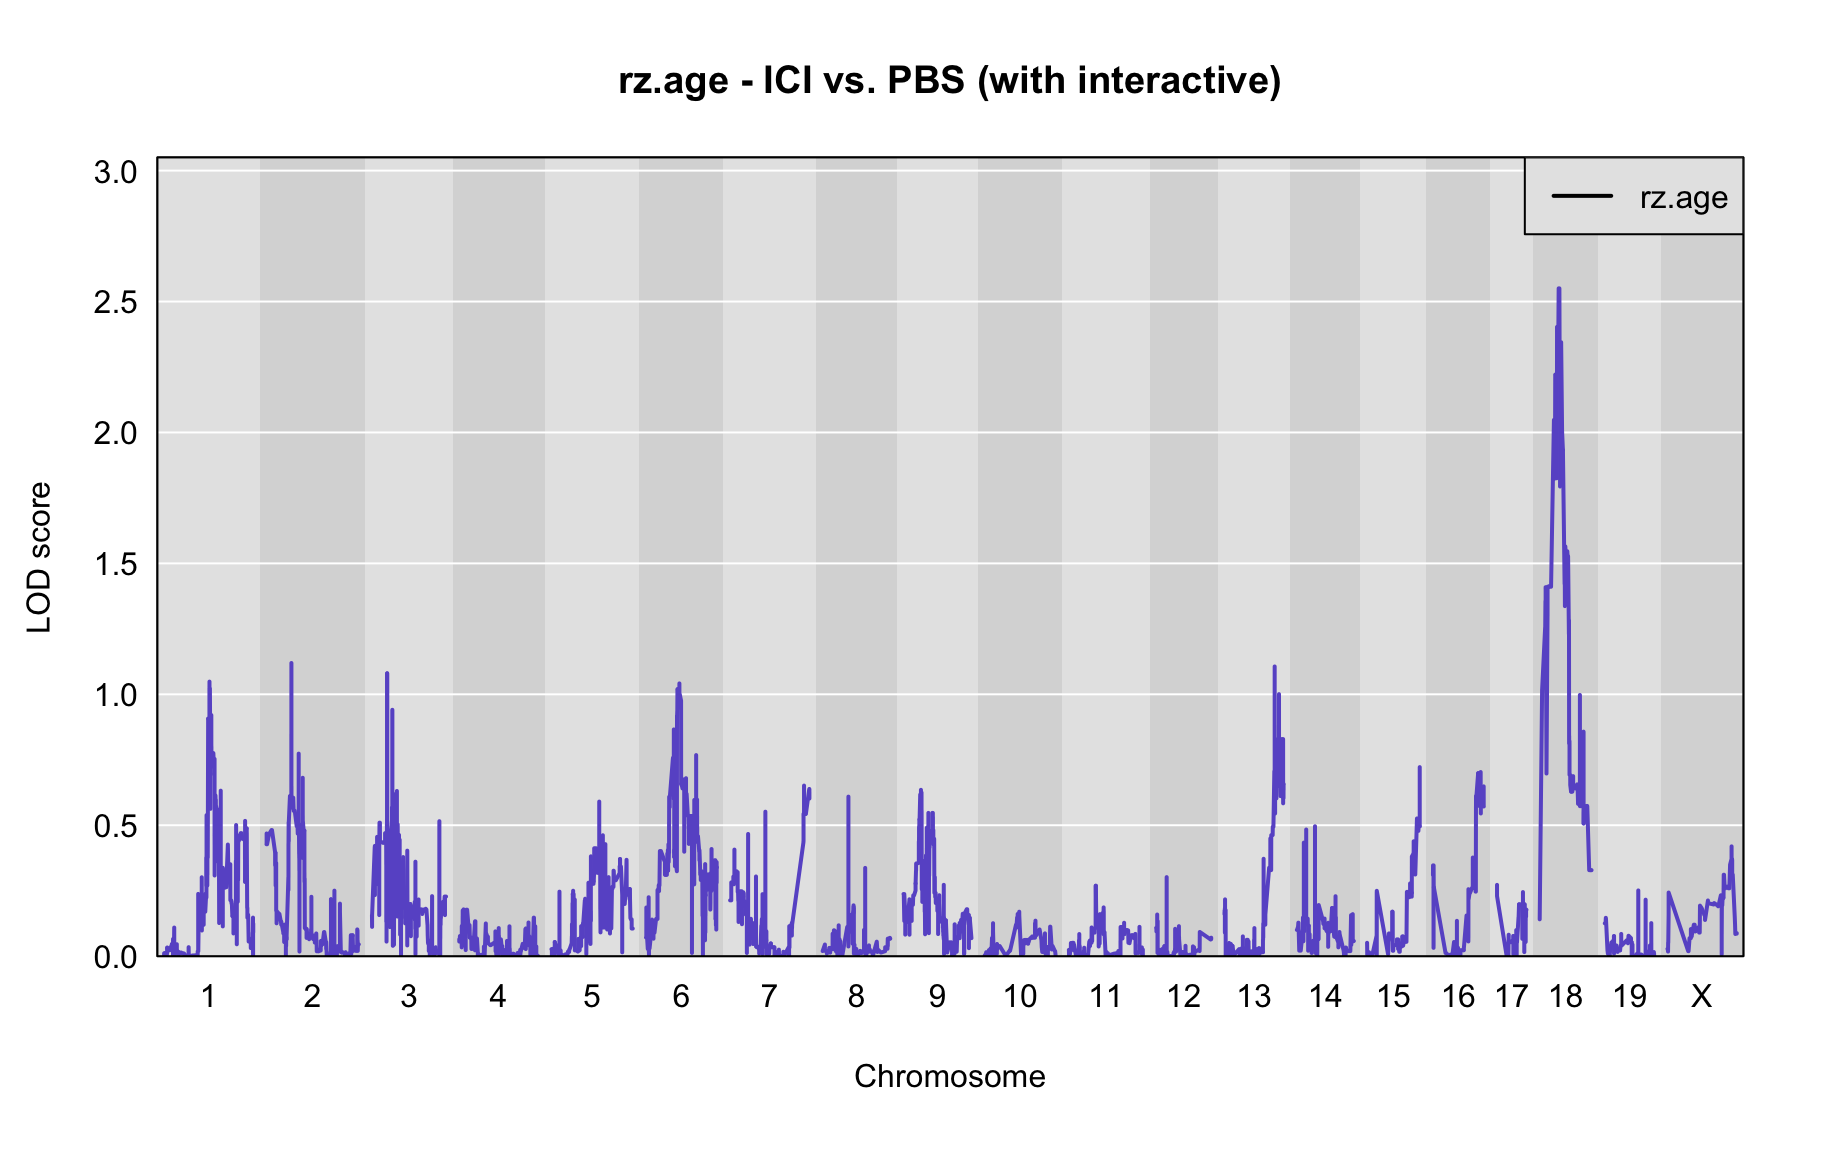 rz.age - ICI vs. PBS (with interactive)
3.0
rz.age
2.5
2.0
1.5
1.0
0.5
0.0
LOD score
1 2 3 4 5 6 7 8 9 10 11 12 13 14 15 16 17 18 19 X
Chromosome